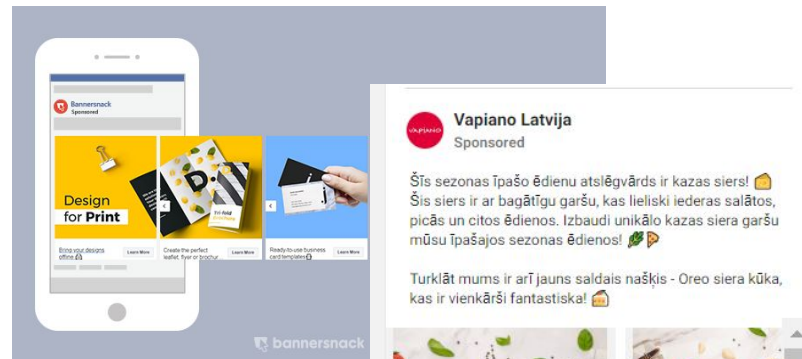 Bannersnack
Sponsored
Design
for Print
Bring your designs
offline
Learn More
Create the perfect
leaflet, flyer or brochur...
Learn More
Ready-to-use business
card templates
Learn More
bannersnack
VAPIANO
Vapiano Latvija
Sponsored
Šīs sezonas īpašo ēdienu atslēgvārds ir kazas siers! 🧀
Šis siers ir ar bagātīgu garšu, kas lieliski iederas salātos,
picās un citos ēdienos. Izbaudi unikālo kazas siera garšu
mūsu īpašajos sezonas ēdienos! 🌿🍕
Turklāt mums ir arī jauns saldais našķis - Oreo siera kūka,
kas ir vienkārši fantastiska! 🍰